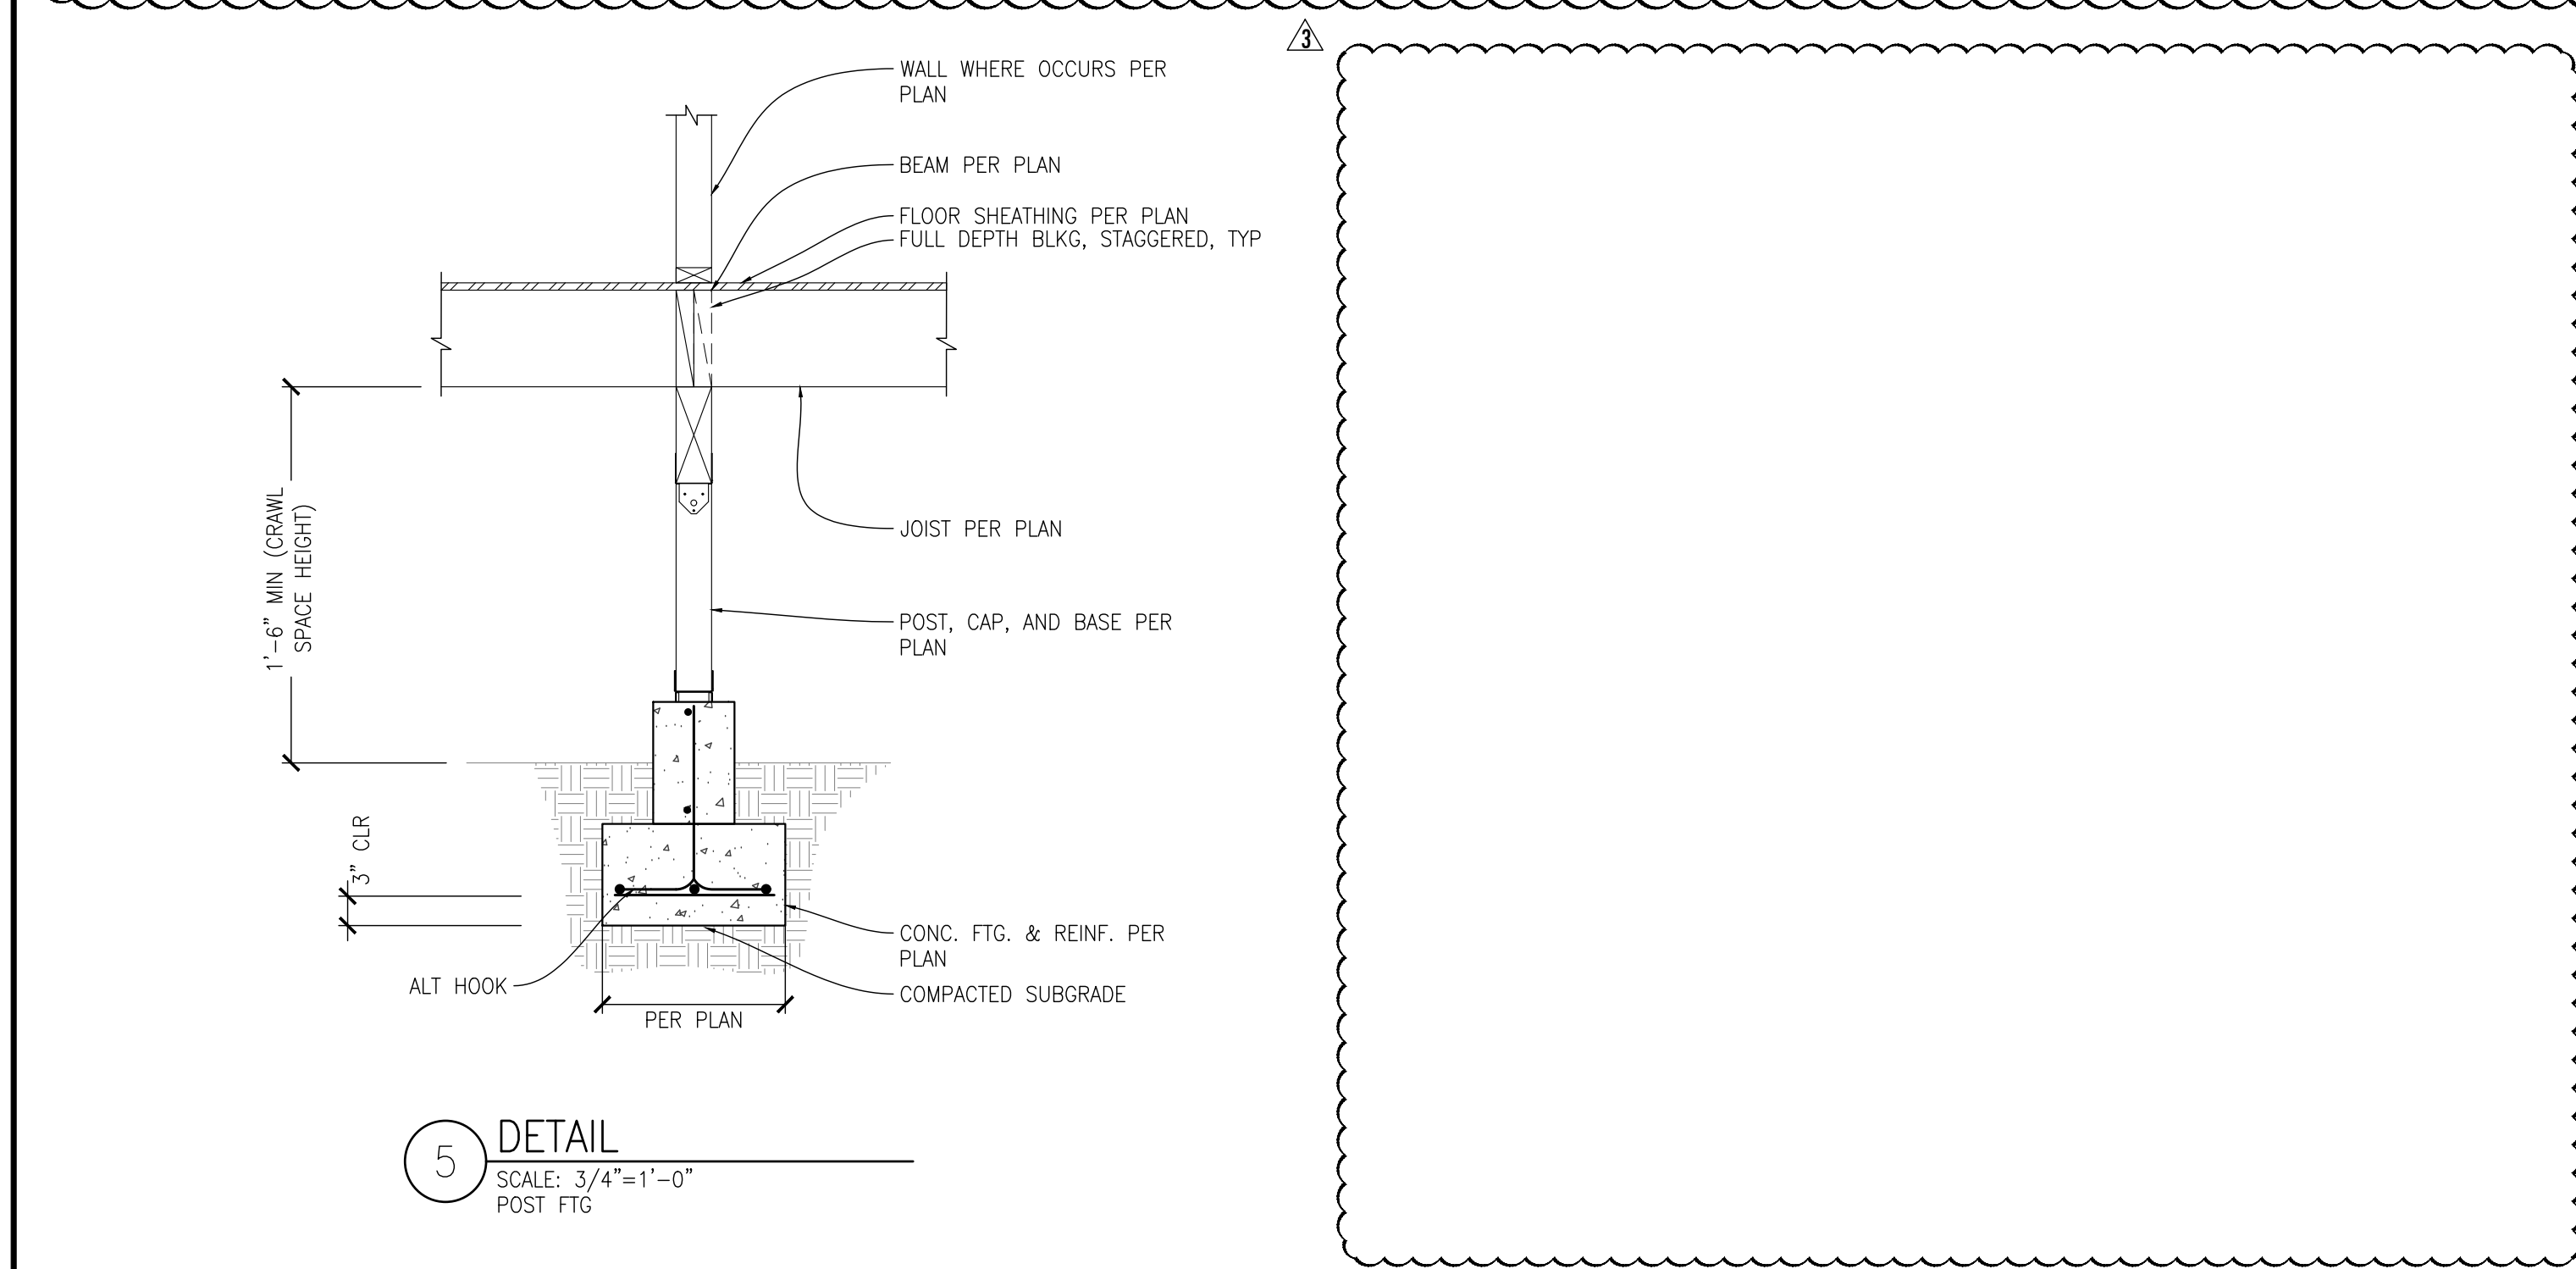 3
WALL WHERE OCCURS PER
PLAN
BEAM PER PLAN
FLOOR SHEATHING PER PLAN
FULL DEPTH BLKG, STAGGERED, TYP
1'-6" MIN (CRAWL
SPACE HEIGHT)
JOIST PER PLAN
POST, CAP, AND BASE PER
PLAN
3" CLR
CONC. FTG. & REINF. PER
PLAN
ALT HOOK
COMPACTED SUBGRADE
PER PLAN
5
DETAIL
SCALE: 3/4"=1'-0"
POST FTG